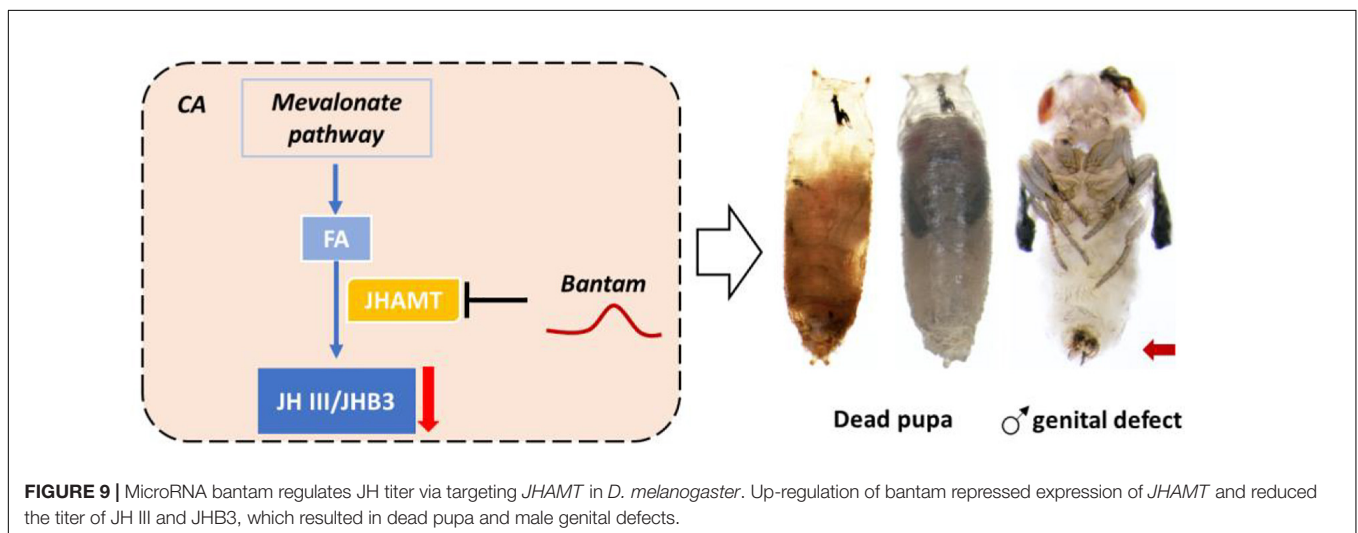 CA
Mevalonate
pathway
FA
JHAMT
Bantam
JH III/JHB3
Dead pupa
♂ genital defect
FIGURE 9 | MicroRNA bantam regulates JH titer via targeting JHAMT in D. melanogaster. Up-regulation of bantam repressed expression of JHAMT and reduced
the titer of JH III and JHB3, which resulted in dead pupa and male genital defects.